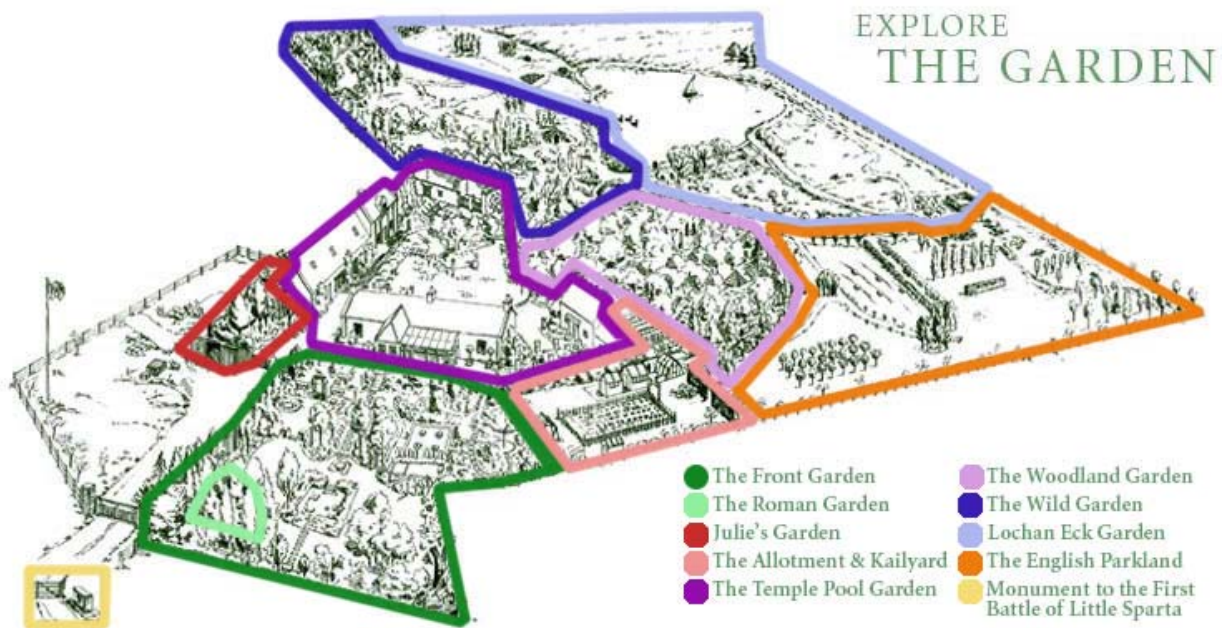 EXPLORE
THE GARDEN
The Front Garden
The Roman Garden
Julie's Garden
The Allotment & Kailyard
The Temple Pool Garden
The Woodland Garden
The Wild Garden
Lochan Eck Garden
The English Parkland
Monument to the First
Battle of Little Sparta